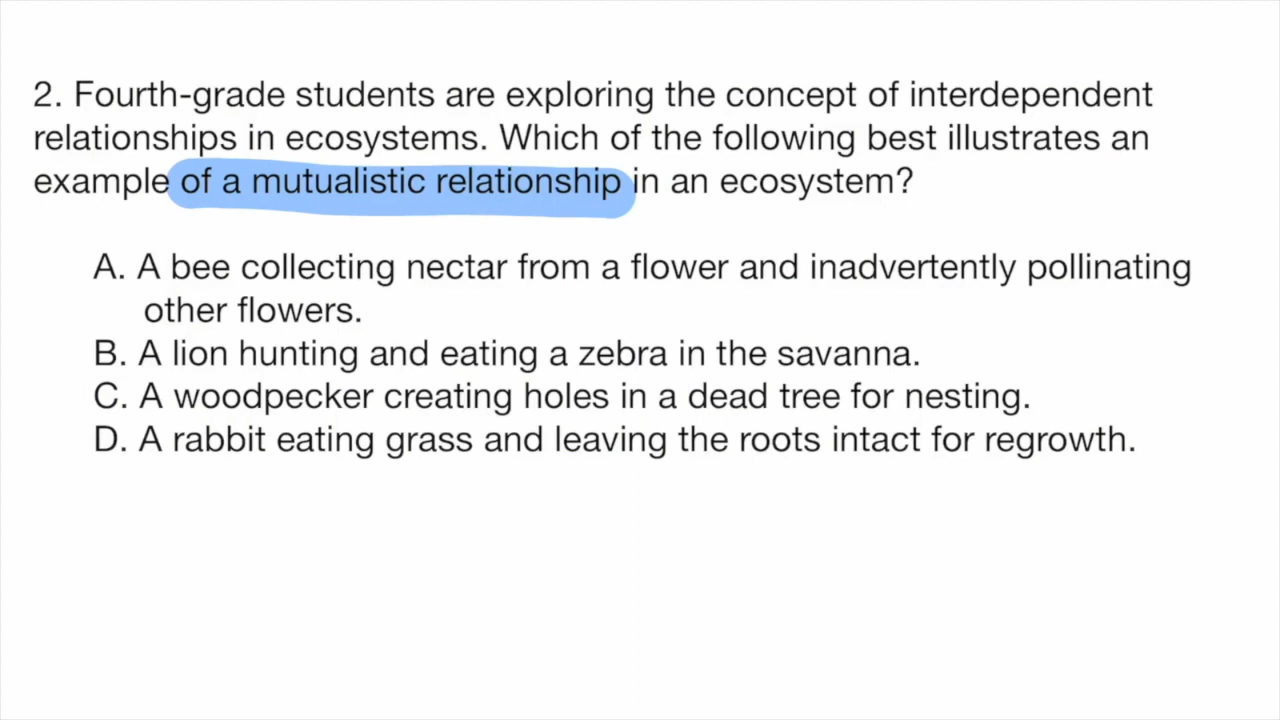 2. Fourth-grade students are exploring the concept of interdependent
relationships in ecosystems. Which of the following best illustrates an
example of a mutualistic relationship in an ecosystem?
A. A bee collecting nectar from a flower and inadvertently pollinating
other flowers.
B. A lion hunting and eating a zebra in the savanna.
C. A woodpecker creating holes in a dead tree for nesting.
D. A rabbit eating grass and leaving the roots intact for regrowth.